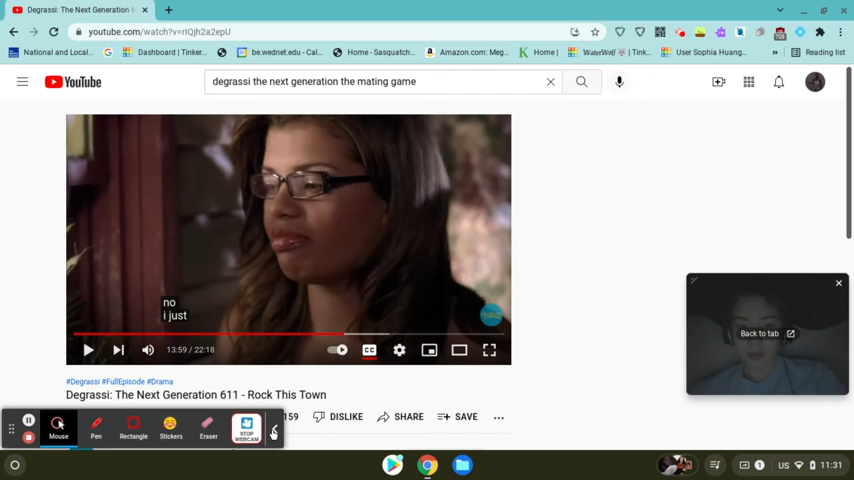 Degrassi: The Next Generation 6
youtube.com/watch?v=rIQjh2a2epU
708
National and Local...
Dashboard | Tinker...
be.wednet.edu - Cal...
Home - Sasquatch...
Amazon.com: Meg...
Home |
| Tink...
User Sophia Huang...
»
Reading list
YouTube
degrassi the next generation the mating game
no
i just
13:59 / 22:18
CC
Back to tab
#Degrassi #FullEpisode #Drama
Degrassi: The Next Generation 611 - Rock This Town
159
DISLIKE
SHARE
SAVE
Mouse
Pen
Rectangle
Stickers
Eraser
STOP
WEBCAM
1
US
11:31